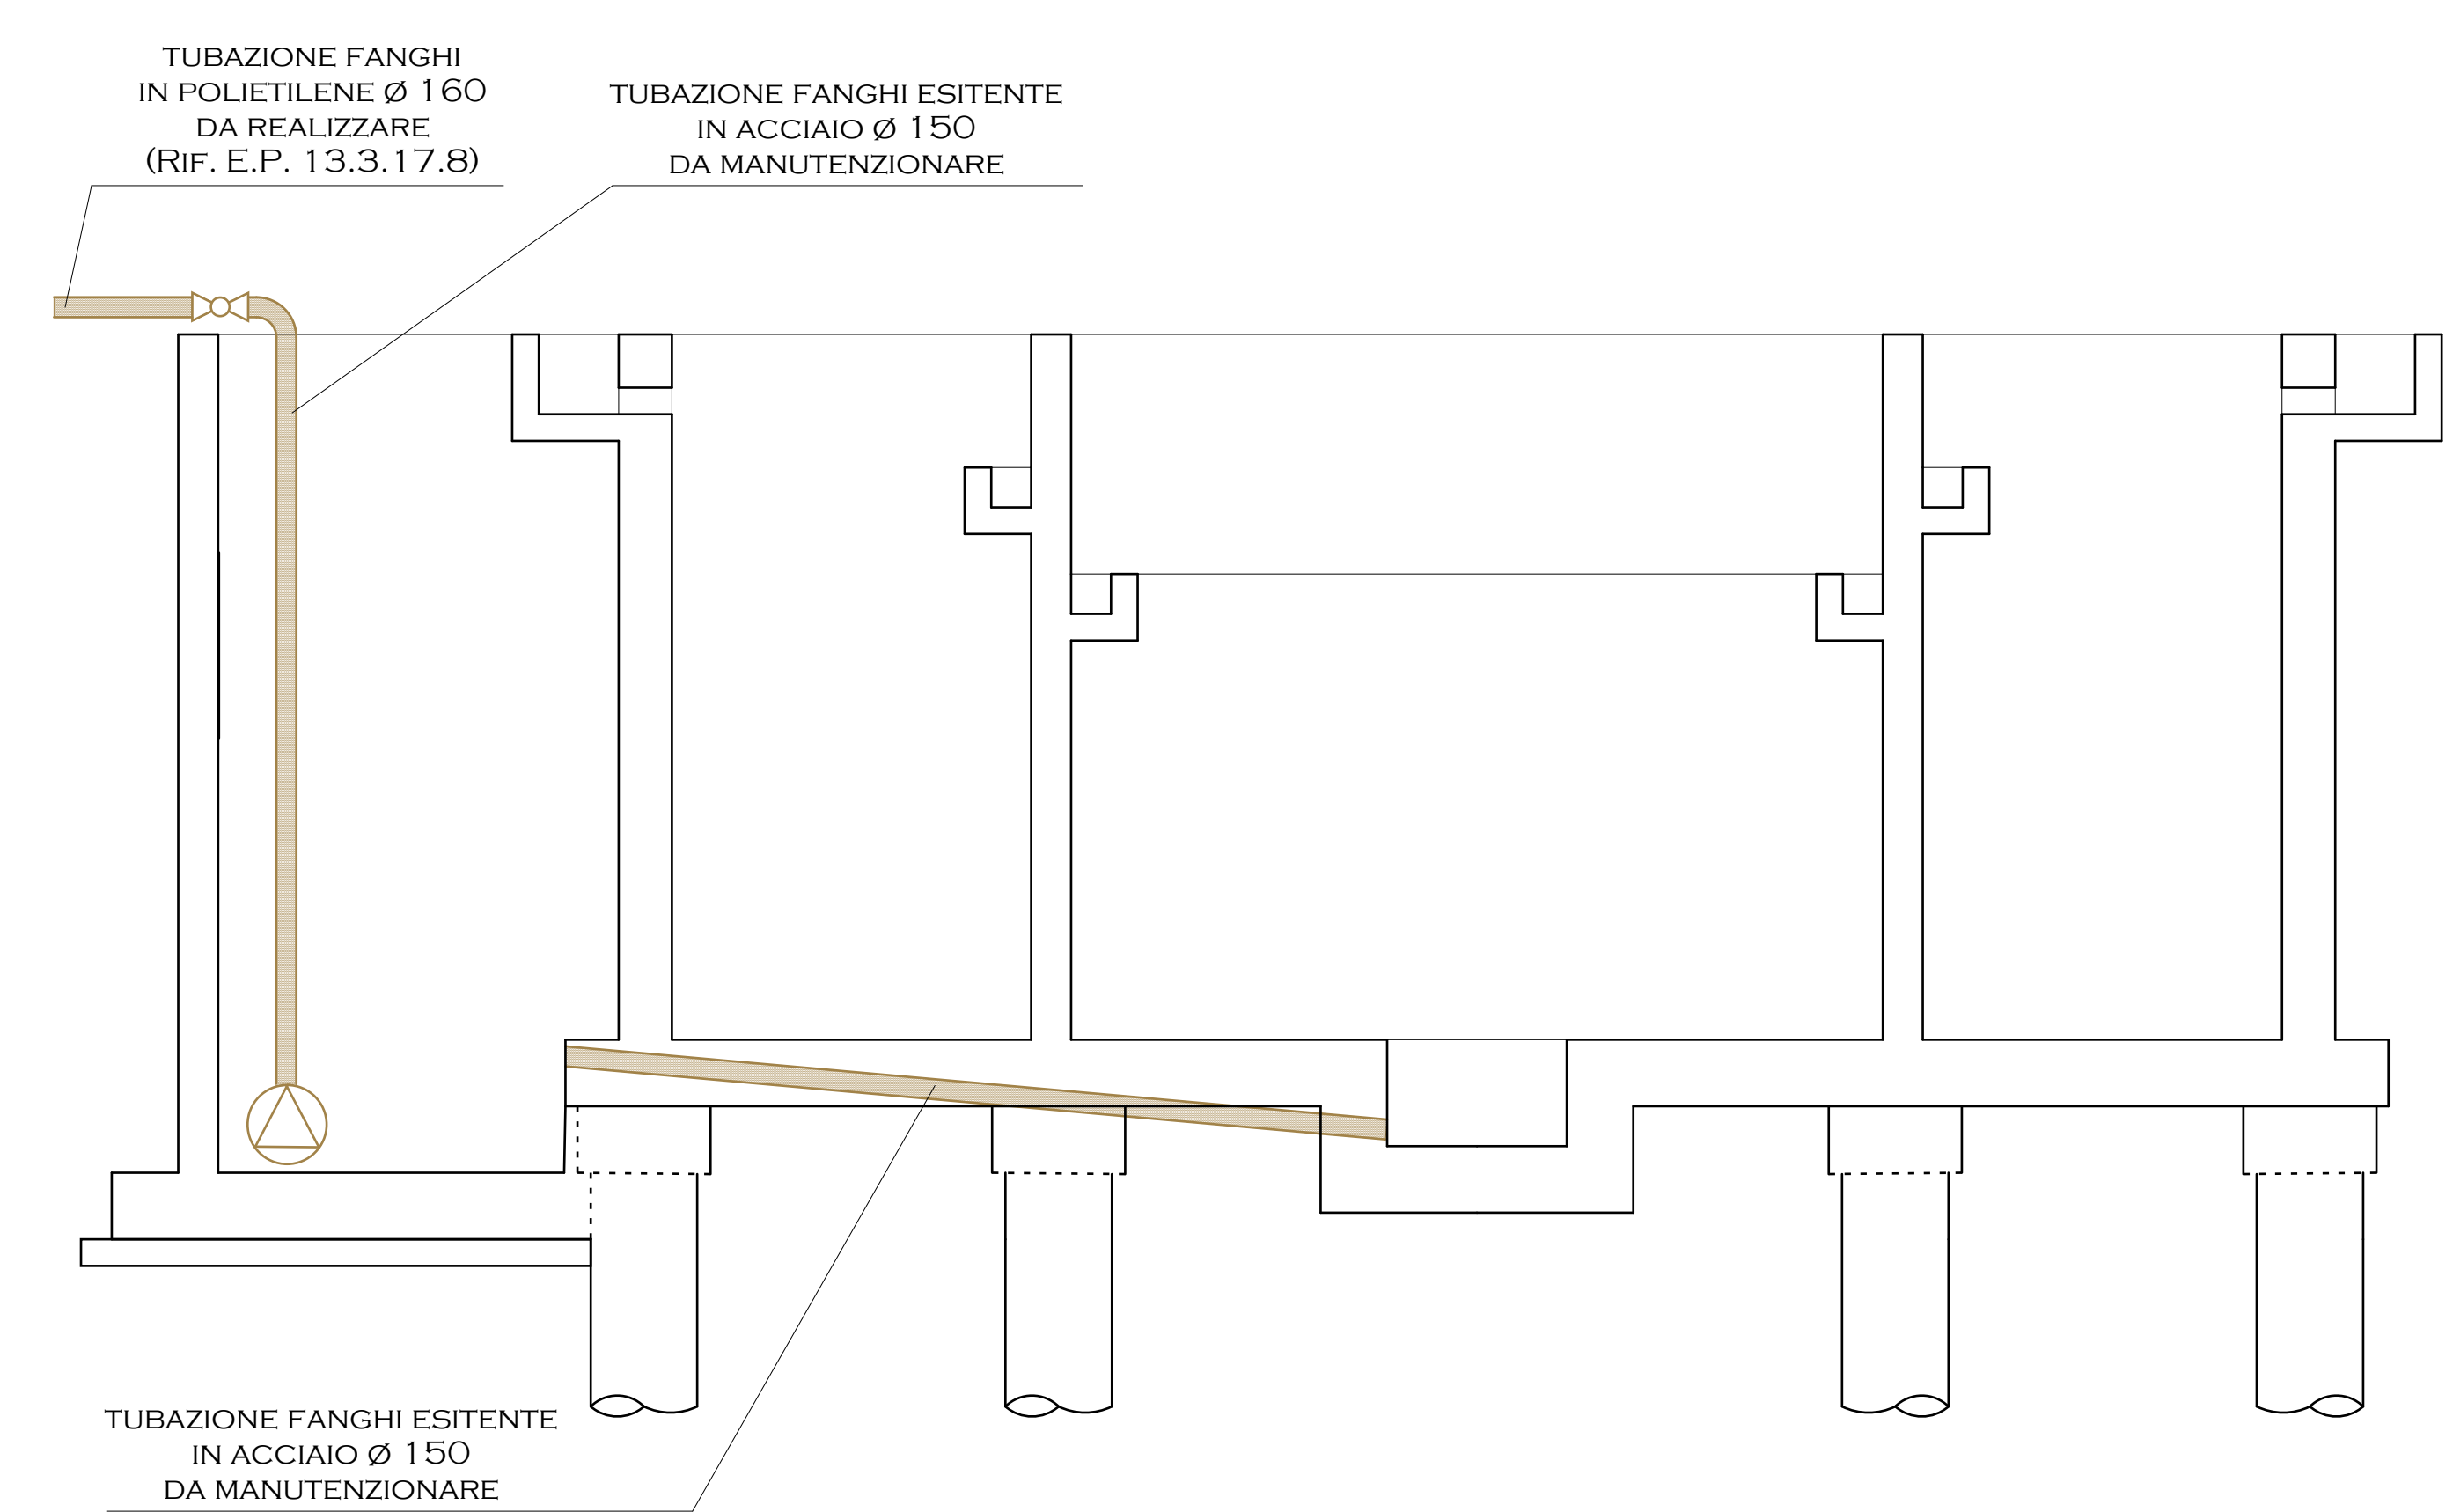 TUBAZIONE FANGHI
IN POLIETILENE Ø 160
DA REALIZZARE
(RIF. E.P. 13.3.17.8)
TUBAZIONE FANGHI ESITENTE
IN ACCIAIO Ø 150
DA MANUTENZIONARE
TUBAZIONE FANGHI ESITENTE
IN ACCIAIO Ø 150
DA MANUTENZIONARE